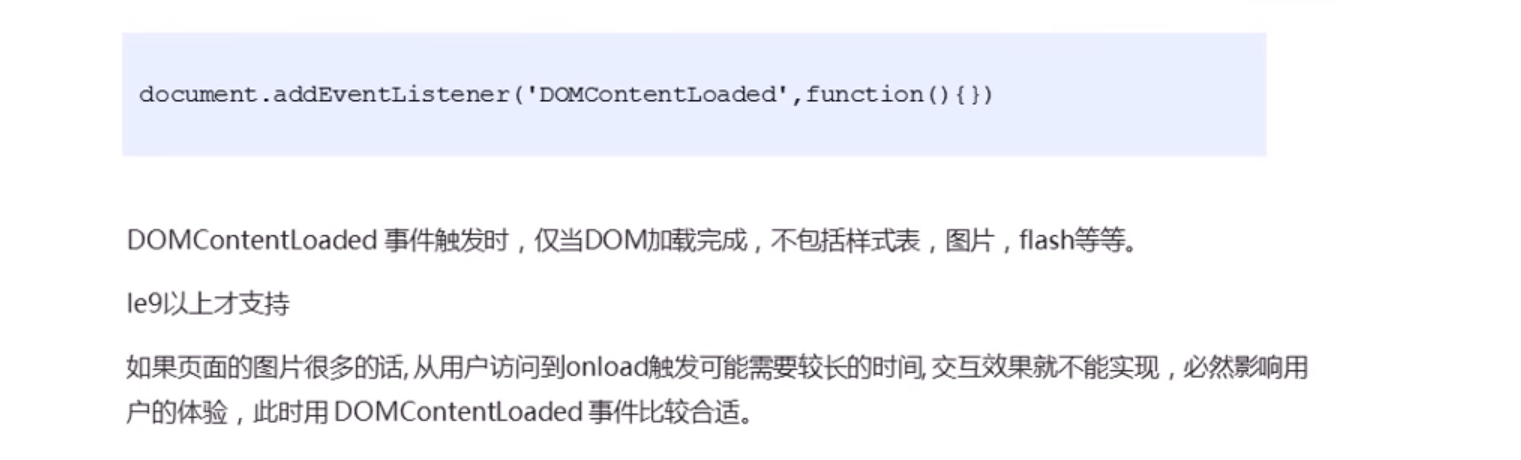 document.addEventListener('DOMContentLoaded',function(){})
DOMContentLoaded 事件触发时，仅当DOM加载完成，不包括样式表，图片，flash等等。
Ie9以上才支持
如果页面的图片很多的话, 从用户访问到onload触发可能需要较长的时间, 交互效果就不能实现，必然影响用
户的体验，此时用 DOMContentLoaded 事件比较合适。